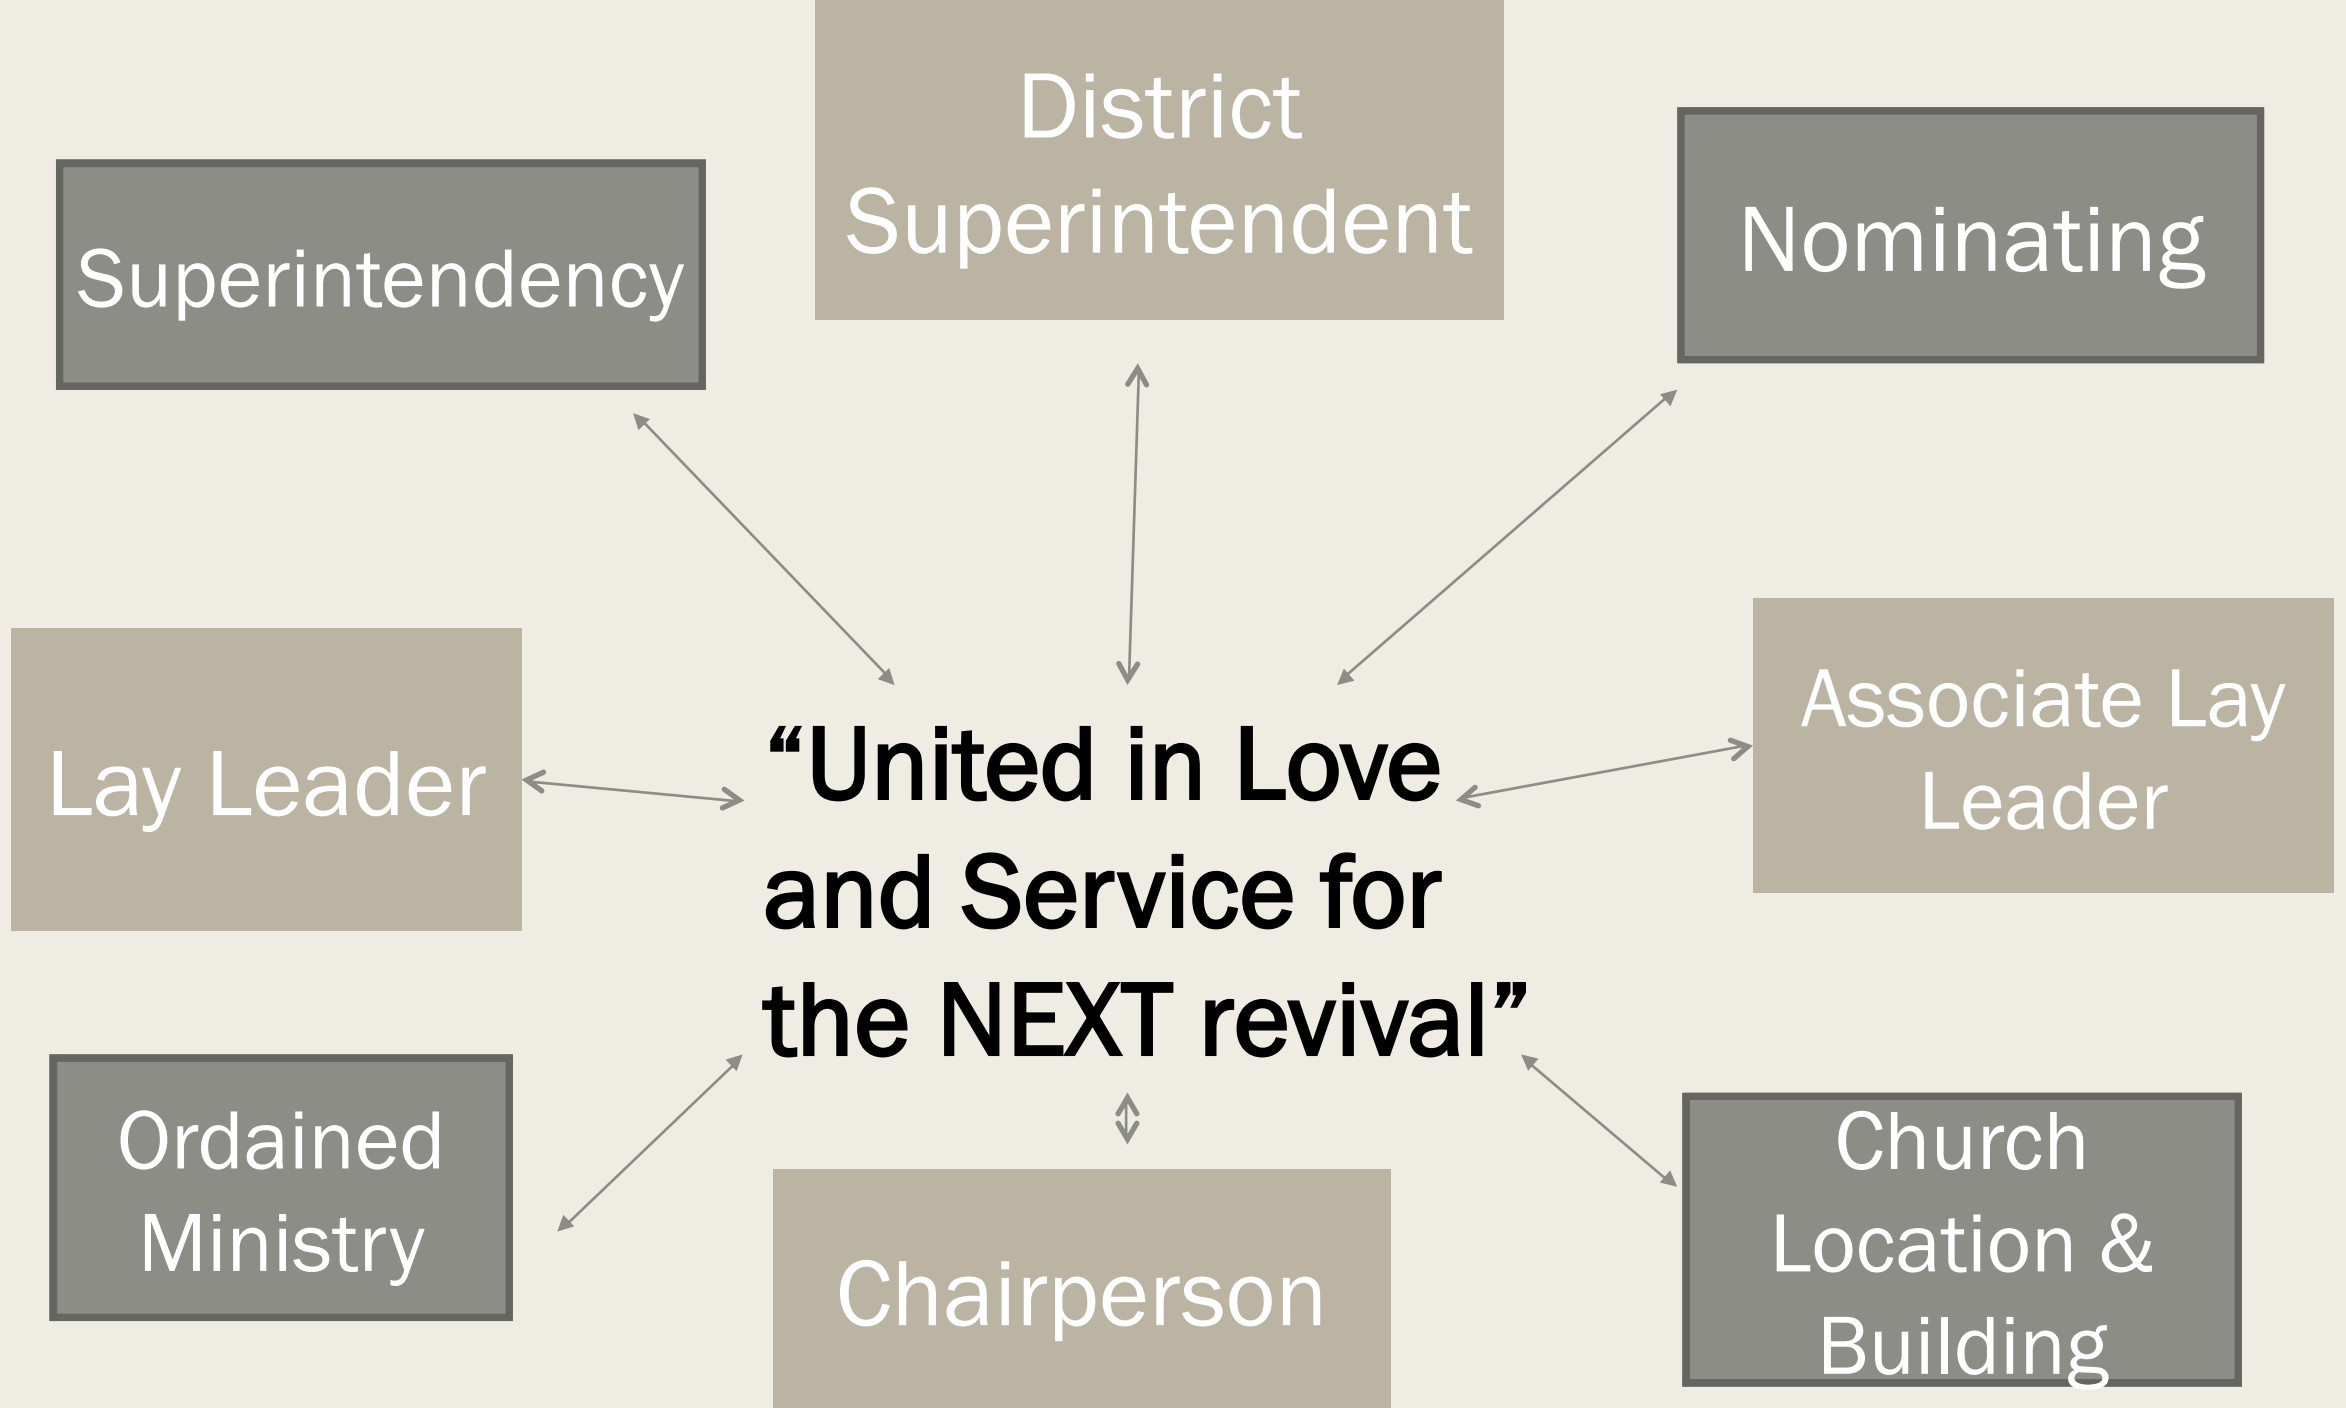 District
Superintendent
Superintendency
Nominating
Lay Leader
“United in Love
and Service for
the NEXT revival”
Associate Lay
Leader
Ordained
Ministry
Chairperson
Church
Location &
Building